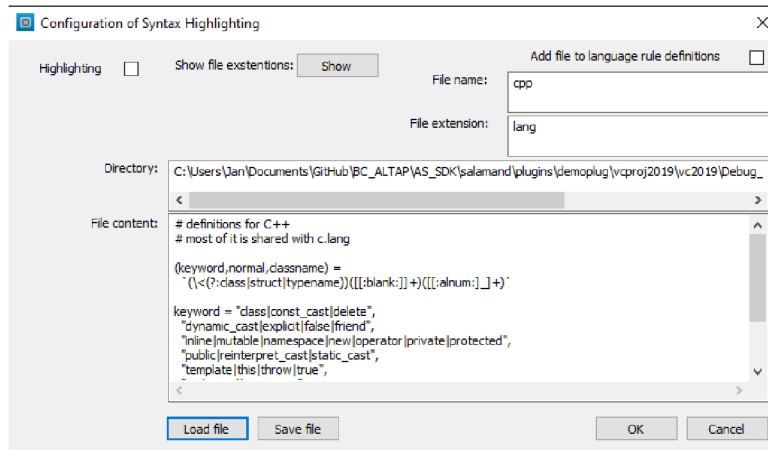 Configuration of Syntax Highlighting
Highlighting
Show file exstentions:
Show
Add file to language rule definitions
File name:
cpp
File extension:
lang
Directory:
C:\Users\Jan\Documents\GitHub\BC_ALTAP\AS_SDK\salamand\plugins\demoplug\vcproj2019\vc2019\Debug_
File content:
# definitions for C++
# most of it is shared with c.lang
(keyword,normal,classname) =
`(\<(?:class|struct|typename))([[:blank:]]+)([[:alnum:]_]+)`
keyword = "class|const_cast|delete",
"dynamic_cast|explicit|false|friend",
"inline|mutable|namespace|new|operator|private|protected",
"public|reinterpret_cast|static_cast",
"template|this|throw|true",
Load file
Save file
OK
Cancel